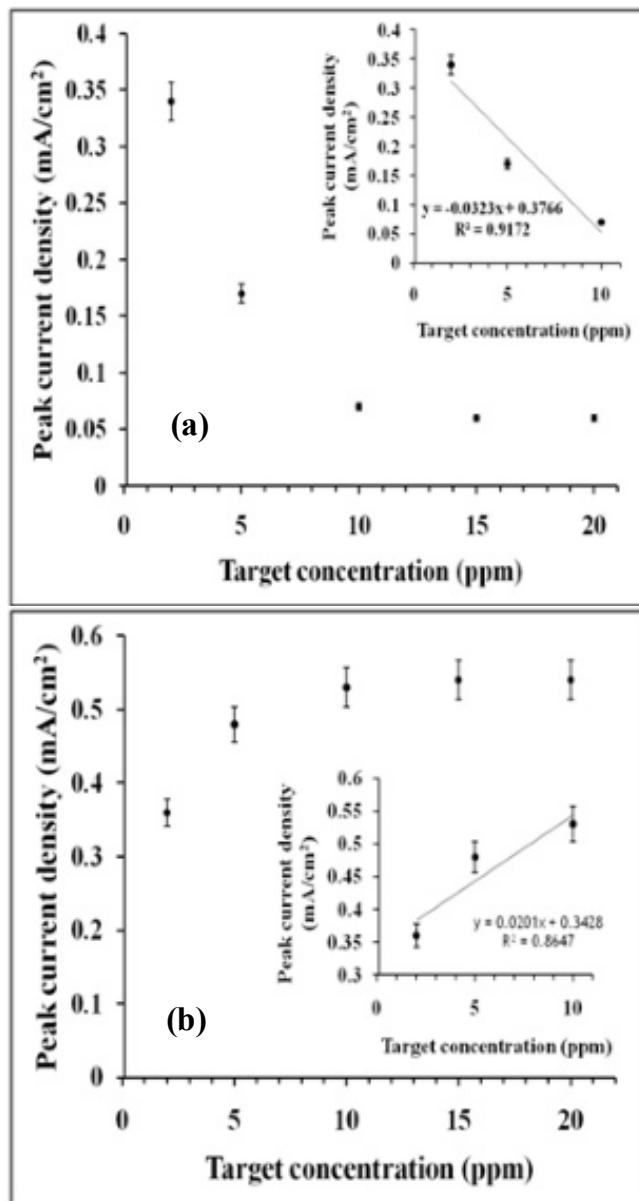 0.4
0.35
0.3
0.25
0.2
0.15
0.1
0.05
0
Peak current density (mA/cm²)
0 5 10 15 20
Target concentration (ppm)
(a)
0.4
0.35
0.3
0.25
0.2
0.15
0.1
0.05
0
Peak current density
(mA/cm²)
y = -0.0323x + 0.3766
R² = 0.9172
0 5 10
Target concentration (ppm)
0.6
0.5
0.4
0.3
0.2
0.1
0
Peak current density (mA/cm²)
0 5 10 15 20
Target concentration (ppm)
(b)
0.6
0.55
0.5
0.45
0.4
0.35
0.3
Peak current density
(mA/cm²)
y = 0.0201x + 0.3428
R² = 0.8647
0 5 10
Target concentration (ppm)